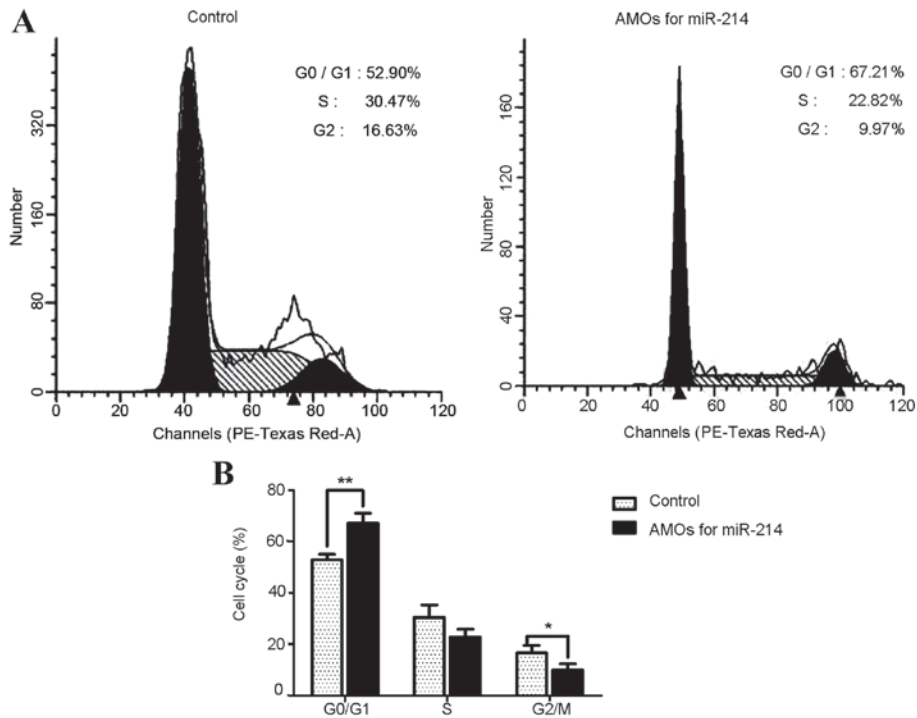 A
Control
G0 / G1 : 52.90%
S : 30.47%
G2 : 16.63%
Number
320
160
80
0
0 20 40 60 80 100 120
Channels (PE-Texas Red-A)
AMOs for miR-214
G0 / G1 : 67.21%
S : 22.82%
G2 : 9.97%
Number
160
120
80
40
0
0 20 40 60 80 100 120
Channels (PE-Texas Red-A)
B
Cell cycle (%)
80
60
40
20
0
**
*
G0/G1 S G2/M
Control
AMOs for miR-214